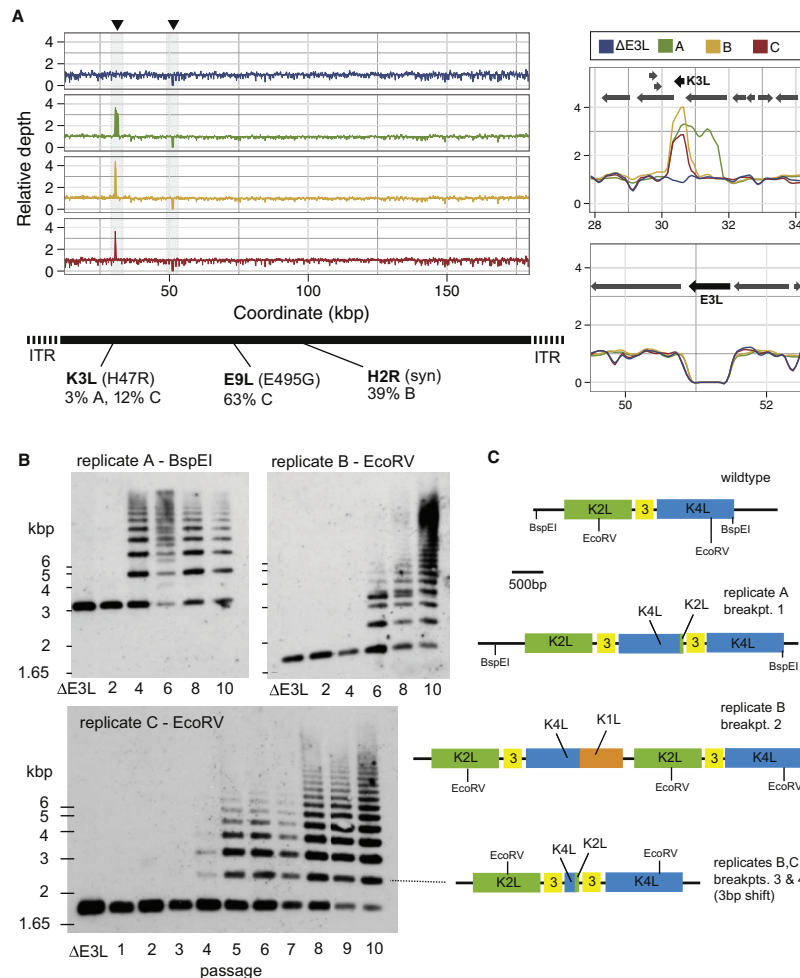 A
4
2
0
4
2
0
4
2
0
4
2
0
Relative depth
50
100
150
Coordinate (kbp)
ITR
ITR
K3L (H47R)
3% A, 12% C
E9L (E495G)
63% C
H2R (syn)
39% B
ΔE3L
A
B
C
K3L
4
2
0
28
30
32
34
E3L
4
2
0
50
52
B
replicate A - BspEI
kbp
6
5
4
3
2
1.65
ΔE3L 2 4 6 8 10
replicate B - EcoRV
ΔE3L 2 4 6 8 10
replicate C - EcoRV
kbp
6
5
4
3
2
1.65
ΔE3L 1 2 3 4 5 6 7 8 9 10
passage
C
wildtype
K2L 3 K4L
BspEI
EcoRV
EcoRV
BspEI
500bp
replicate A
breakpt. 1
K4L K2L
K2L 3 3 K4L
BspEI
BspEI
replicate B
breakpt. 2
K4L K1L
K2L 3 K2L 3 K4L
EcoRV
EcoRV
EcoRV
EcoRV K4L K2L EcoRV
K2L 3 3 K4L
replicates B,C
breakpts. 3 & 4
(3bp shift)